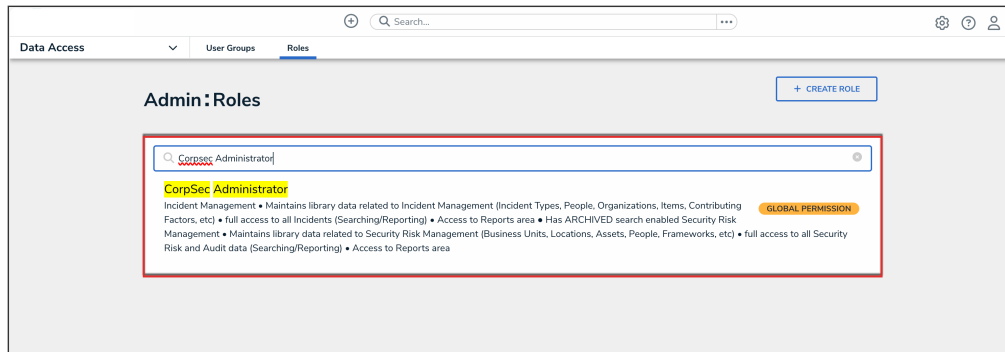 Search...
Data Access
User Groups
Roles
Admin:Roles
+ CREATE ROLE
Corpsec Administrator
CorpSec Administrator
Incident Management • Maintains library data related to Incident Management (Incident Types, People, Organizations, Items, Contributing
Factors, etc) • full access to all Incidents (Searching/Reporting) • Access to Reports area • Has ARCHIVED search enabled Security Risk
Management • Maintains library data related to Security Risk Management (Business Units, Locations, Assets, People, Frameworks, etc) • full access to all Security
Risk and Audit data (Searching/Reporting) • Access to Reports area
GLOBAL PERMISSION